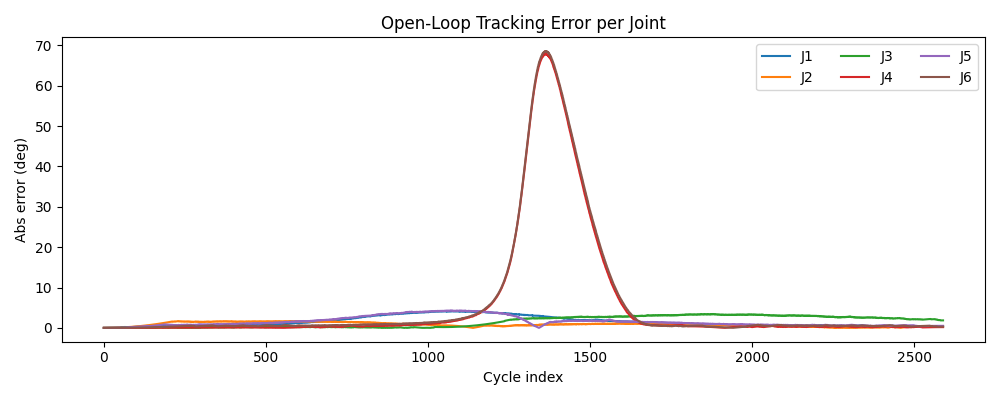 Open-Loop Tracking Error per Joint
Abs error (deg)
70
60
50
40
30
20
10
0
J1 J3 J5
J2 J4 J6
0 500 1000 1500 2000 2500
Cycle index